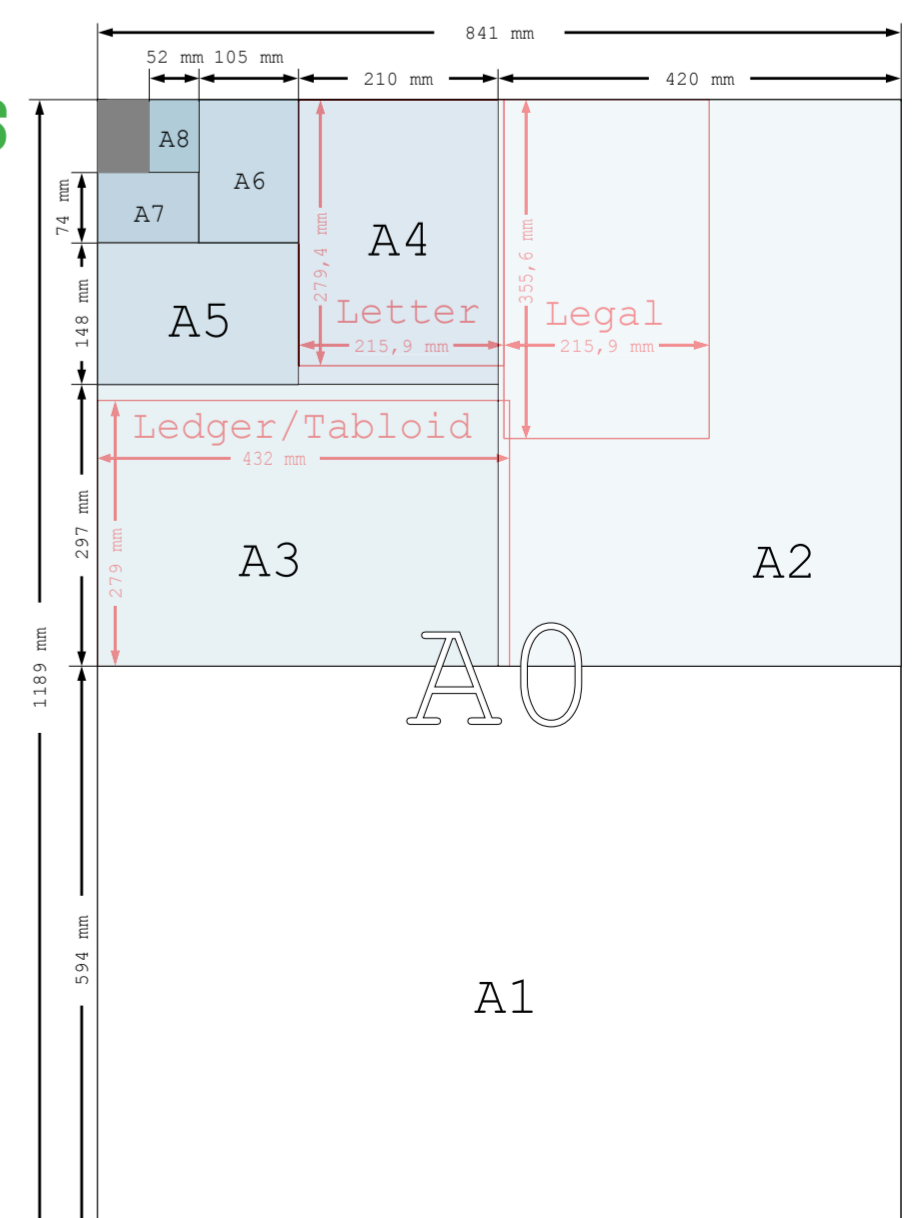 841 mm
52 mm 105 mm
210 mm
420 mm
S
A8
A6
A7
74 mm
A4
279,4 mm
355,6 mm
Letter
Legal
215,9 mm
215,9 mm
148 mm
A5
Ledger/Tabloid
432 mm
297 mm
279 mm
A3
A2
1189 mm
A0
594 mm
A1